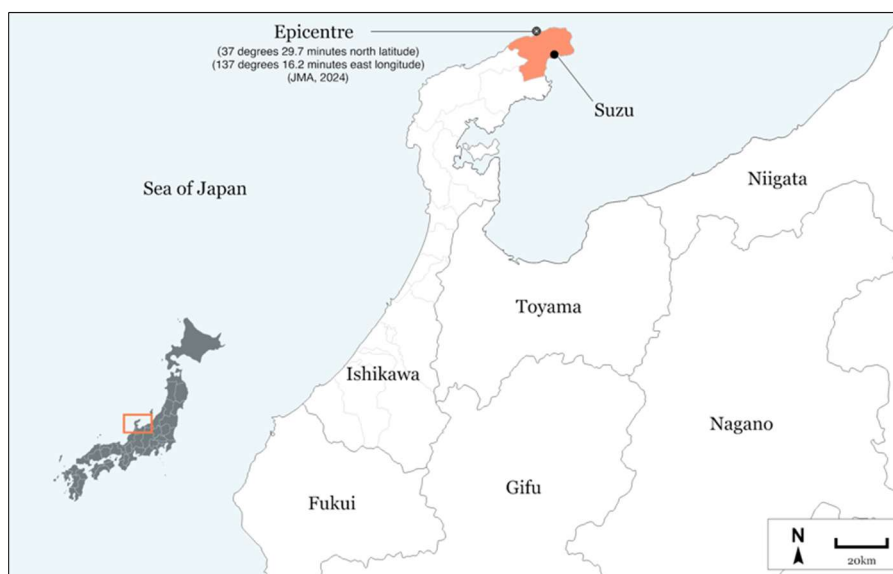 Epicentre
(37 degrees 29.7 minutes north latitude)
(137 degrees 16.2 minutes east longitude)
(JMA, 2024)
Suzu
Sea of Japan
Niigata
Toyama
Ishikawa
Nagano
Gifu
Fukui
N
20km